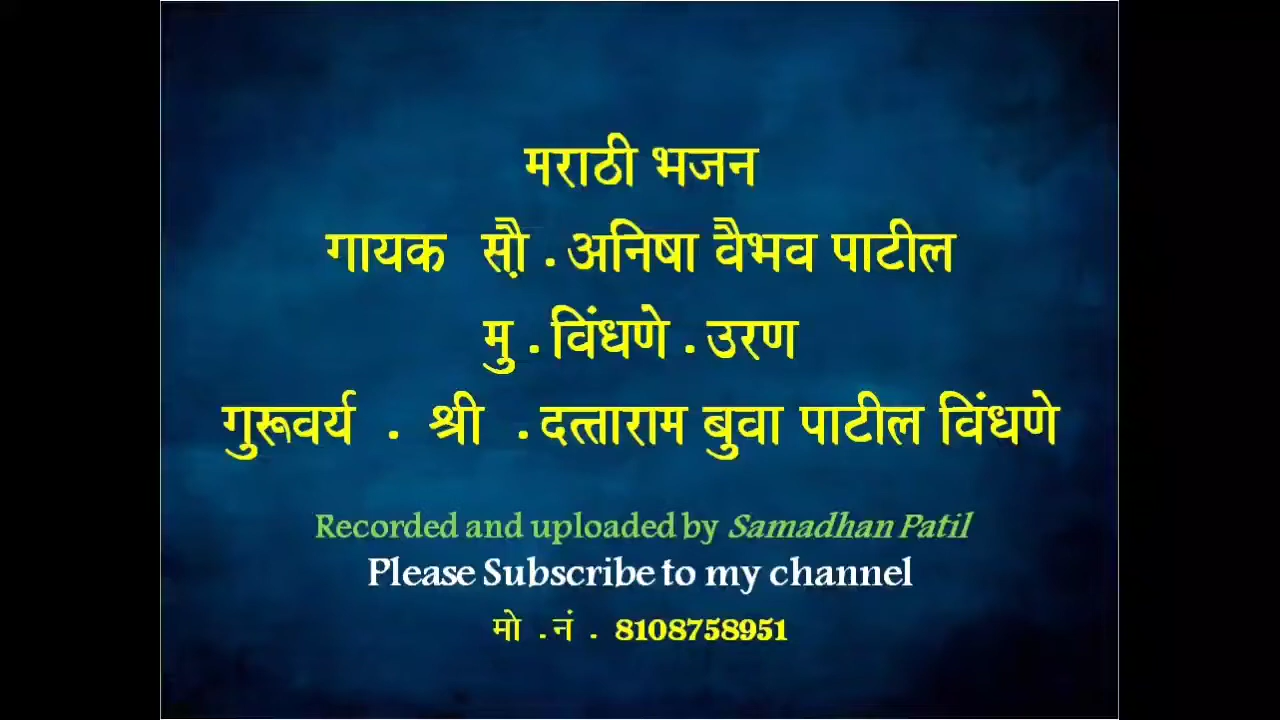 मराठी भजन
गायक सौ़ . अनिषा वैभव पाटील
मु . विंधणे . उरण
गुरूवर्य . श्री . दत्ताराम बुवा पाटील विंधणे
Recorded and uploaded by Samadhan Patil
Please Subscribe to my channel
मो . नं . 8108758951